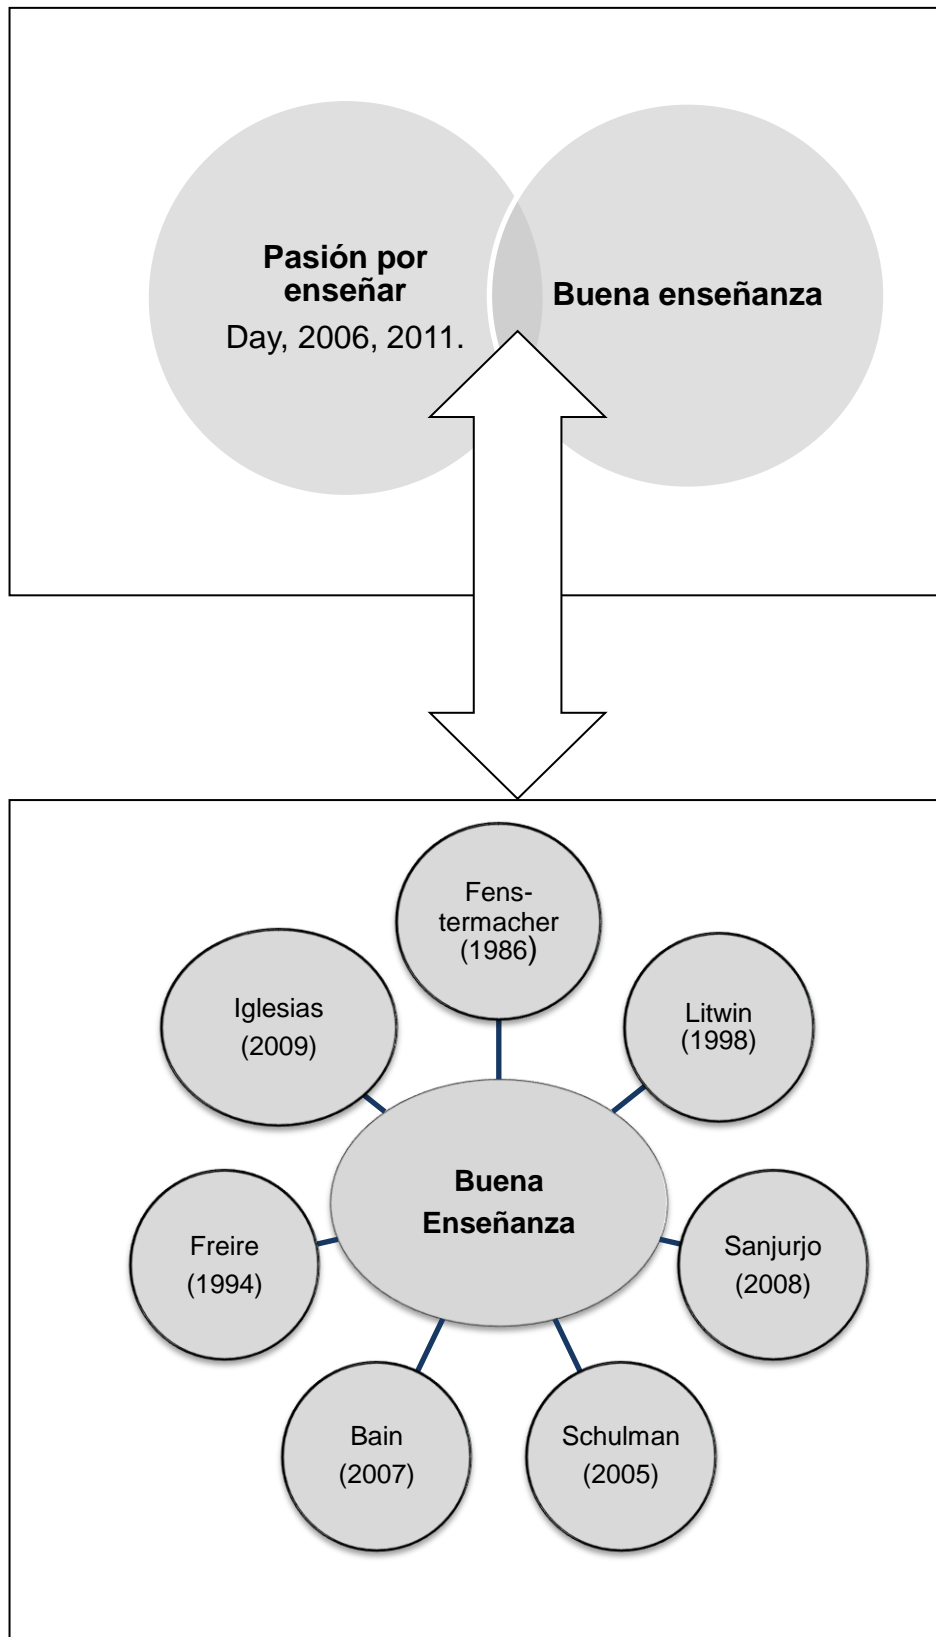 Pasión por
enseñar
Day, 2006, 2011.
Buena enseñanza
Fens-
termacher
(1986)
Litwin
(1998)
Sanjurjo
(2008)
Schulman
(2005)
Bain
(2007)
Freire
(1994)
Iglesias
(2009)
Buena
Enseñanza